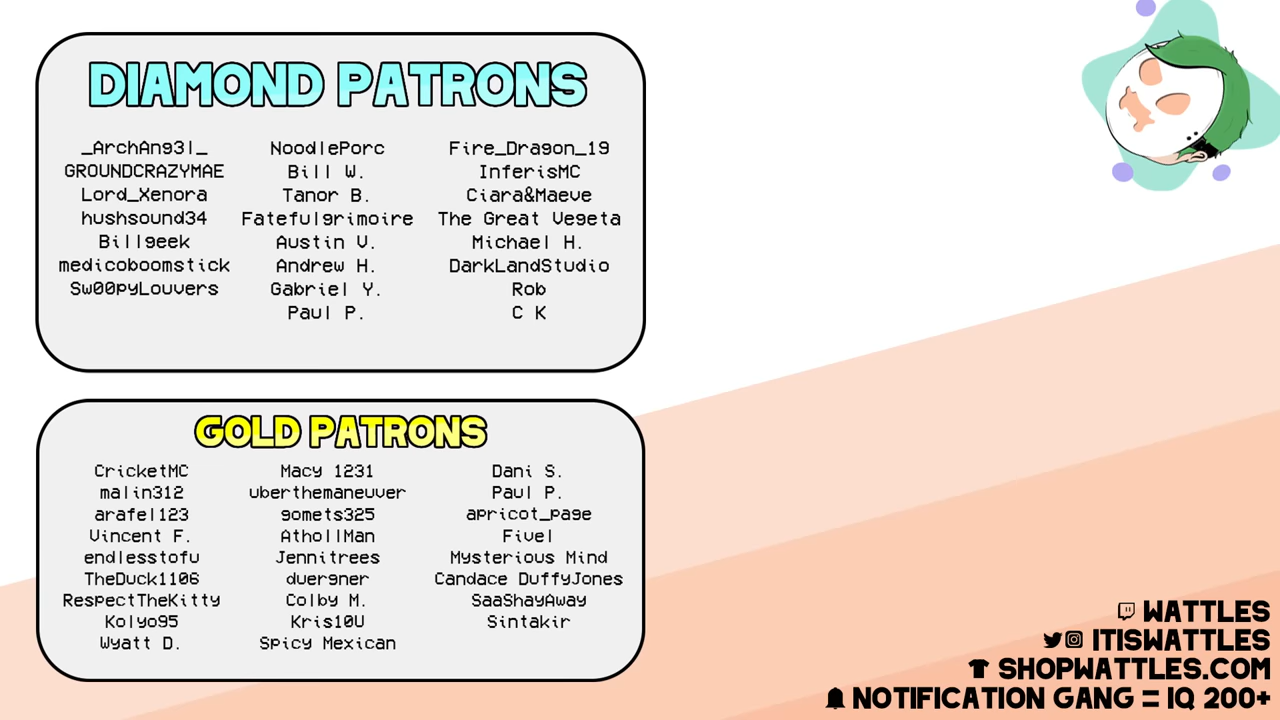 DIAMOND PATRONS
_ArchAng3l_
GROUNDCRAZYMAE
Lord_Xenora
hushsound34
Billgeek
medicoboomstick
Sw00pyLouvers
NoodlePorc
Bill W.
Tanor B.
Fatefulgrimoire
Austin V.
Andrew H.
Gabriel Y.
Paul P.
Fire_Dragon_19
InferisMC
Ciara&Maeve
The Great Vegeta
Michael H.
DarkLandStudio
Rob
C K
GOLD PATRONS
CricketMC
malin312
arafel123
Vincent F.
endlesstofu
TheDuck1106
RespectTheKitty
Kolyo95
Wyatt D.
Macy 1231
uberthemaneuver
gomets325
AthollMan
Jennitrees
duergner
Colby M.
Kris10U
Spicy Mexican
Dani S.
Paul P.
apricot_page
Fivel
Mysterious Mind
Candace DuffyJones
SaaShayAway
Sintakir
WATTLES
ITISWATTLES
SHOPWATTLES.COM
NOTIFICATION GANG = IQ 200+